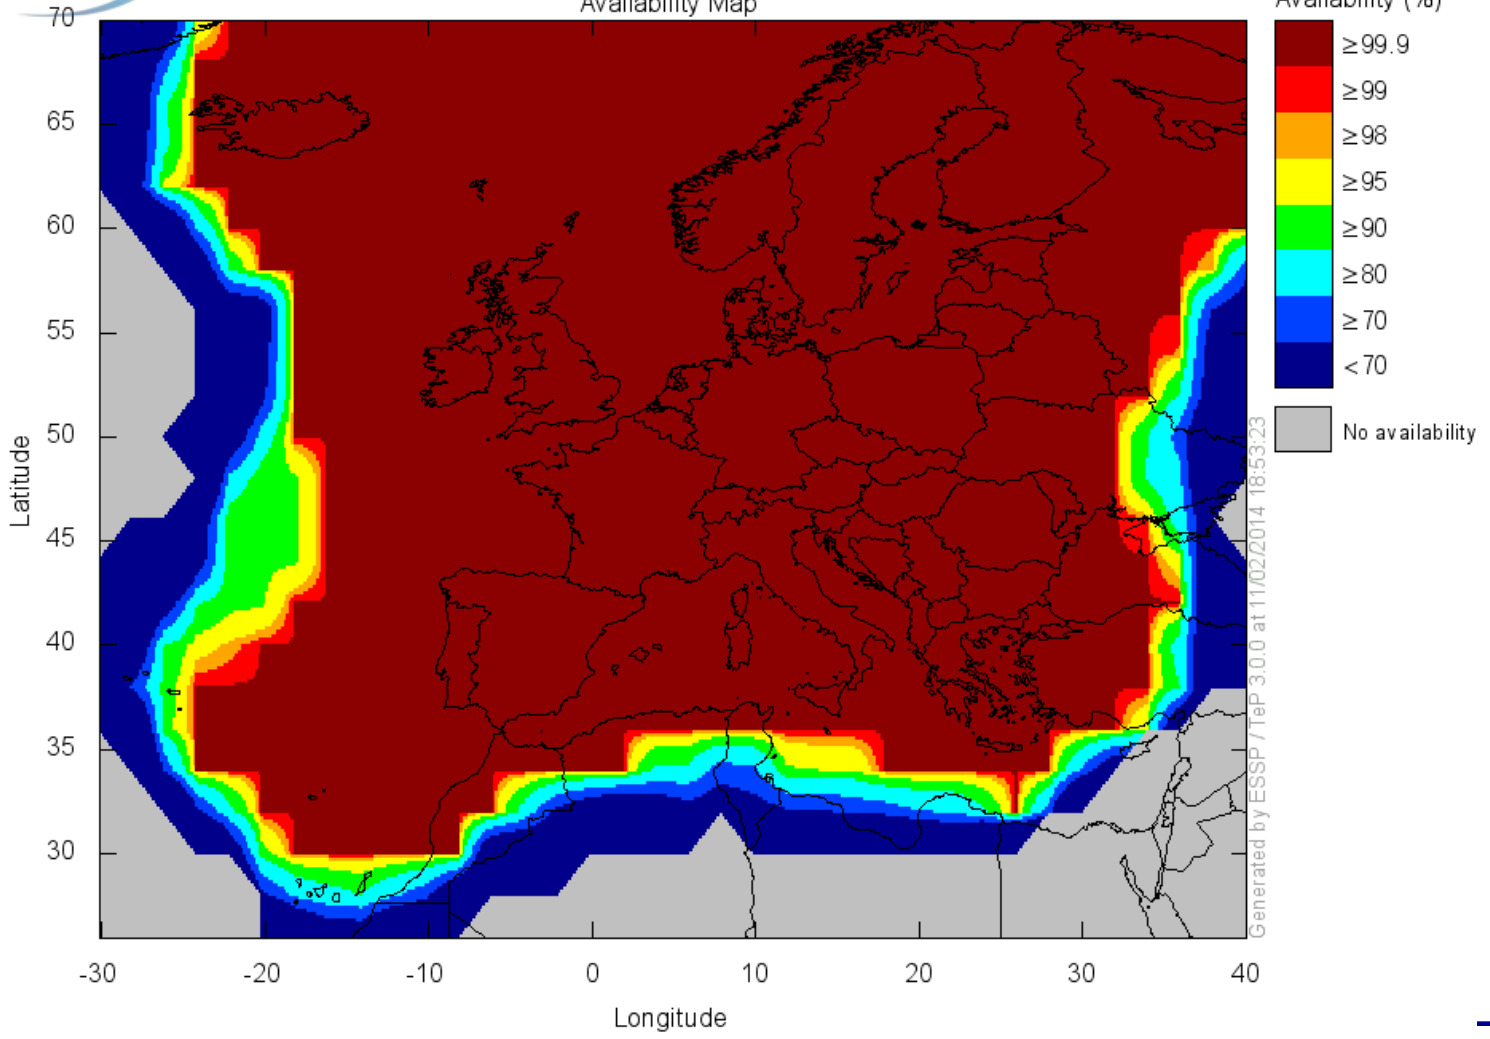 Availability Map
Availability (%)
70
65
60
55
50
45
40
35
30
Latitude
-30 -20 -10 0 10 20 30 40
Longitude
≥99.9
≥99
≥98
≥95
≥90
≥80
≥70
<70
No availability
Generated by ESSP / TeP 3.0.0 at 11/02/2014 18:53:23